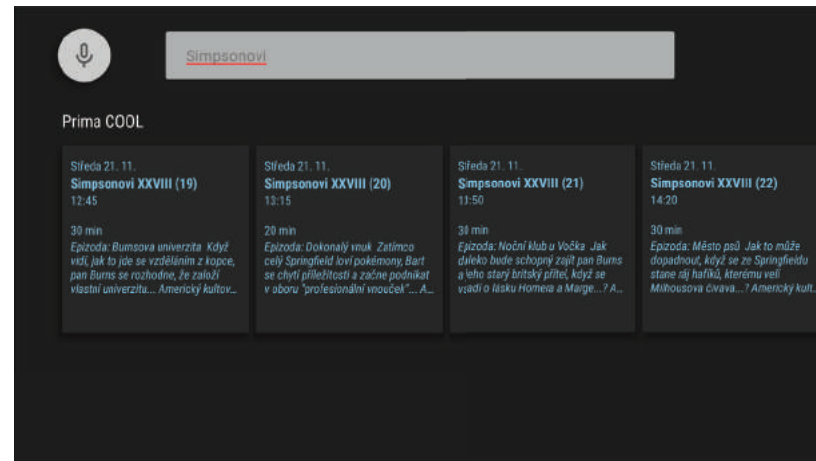 Simpsonovi
Prima COOL
Středa 21. 11.
Simpsonovi XXVIII (19)
12:45
30 min
Epizoda: Bumsova univerzita Když
vidí, jak to jde se vzděláním z kopce,
pan Burns se rozhodne, že založí
vlastní univerzitu... Americký kultov...
Středa 21. 11.
Simpsonovi XXVIII (20)
13:15
20 min
Epizoda: Dokonalý vnuk Zatímco
celý Springfield loví pokémony, Bart
se chytí příležitosti a začne podnikat
v oboru "profesionální vnouček"... A...
Středa 21. 11.
Simpsonovi XXVIII (21)
13:50
30 min
Epizoda: Noční klub u Vočka Jak
daleko bude schopný zajít pan Burns
a jeho starý britský přítel, když se
vsadí o lásku Homera a Marge...? A...
Středa 21. 11.
Simpsonovi XXVIII (22)
14:20
30 min
Epizoda: Město psů Jak to může
dopadnout, když se ze Springfieldu
stane ráj hafíků, kterému velí
Milhousova čivava...? Americký kult.